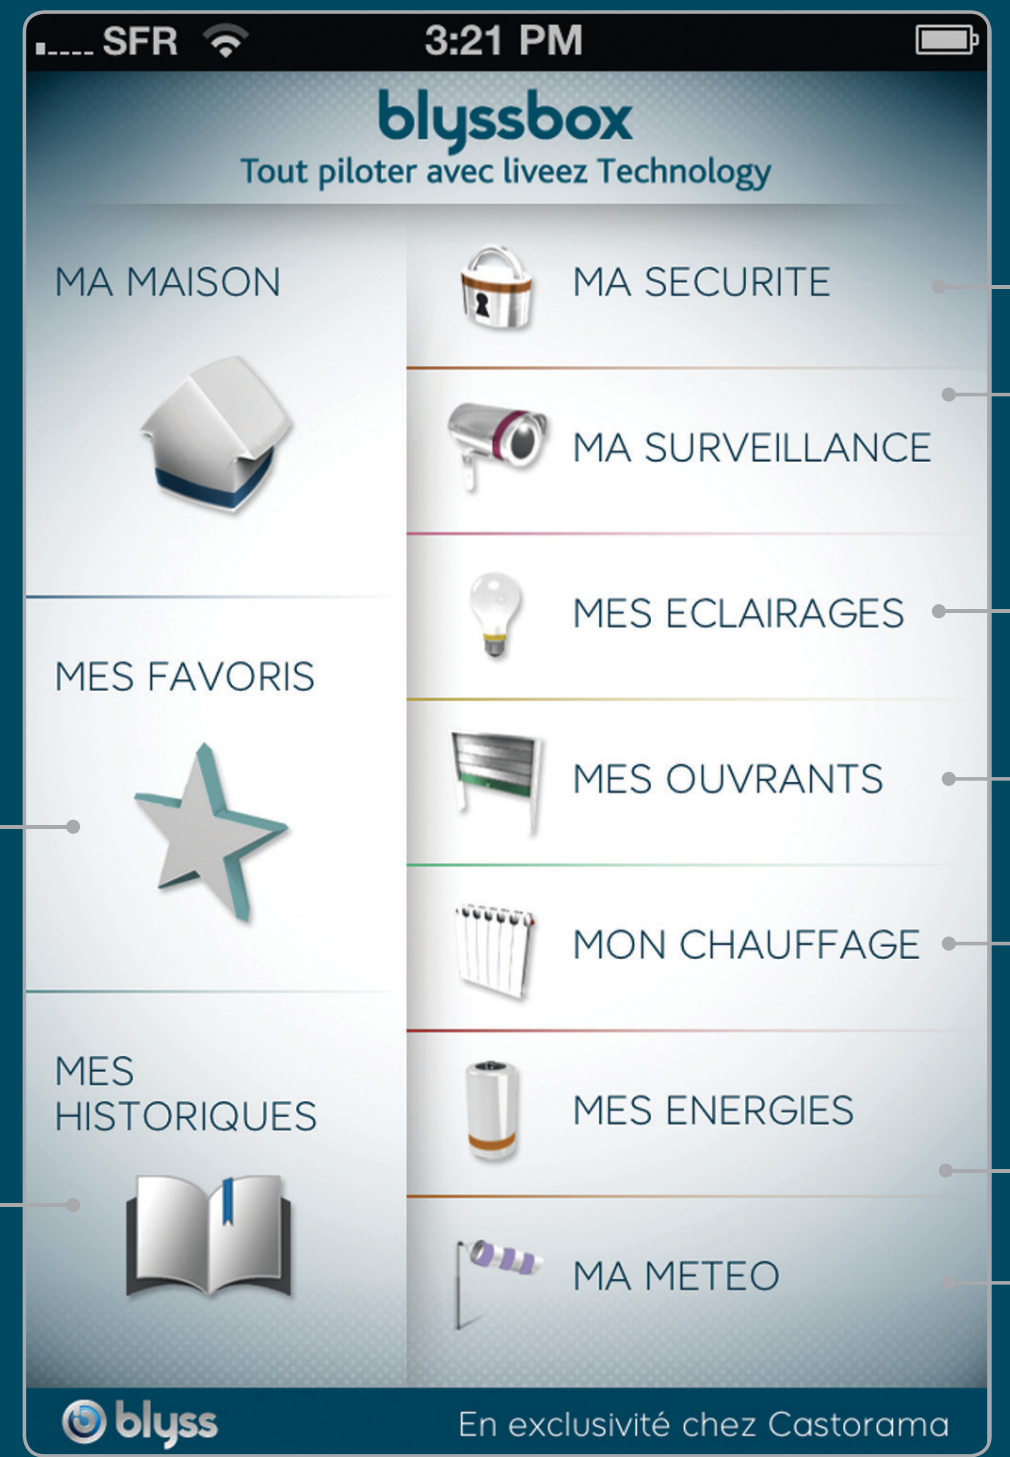 SFR 3:21 PM
blyssbox
Tout piloter avec liveez Technology
MA MAISON
MES FAVORIS
MES
HISTORIQUES
MA SECURITE
MA SURVEILLANCE
MES ECLAIRAGES
MES OUVRANTS
MON CHAUFFAGE
MES ENERGIES
MA METEO
blyss
En exclusivité chez Castorama